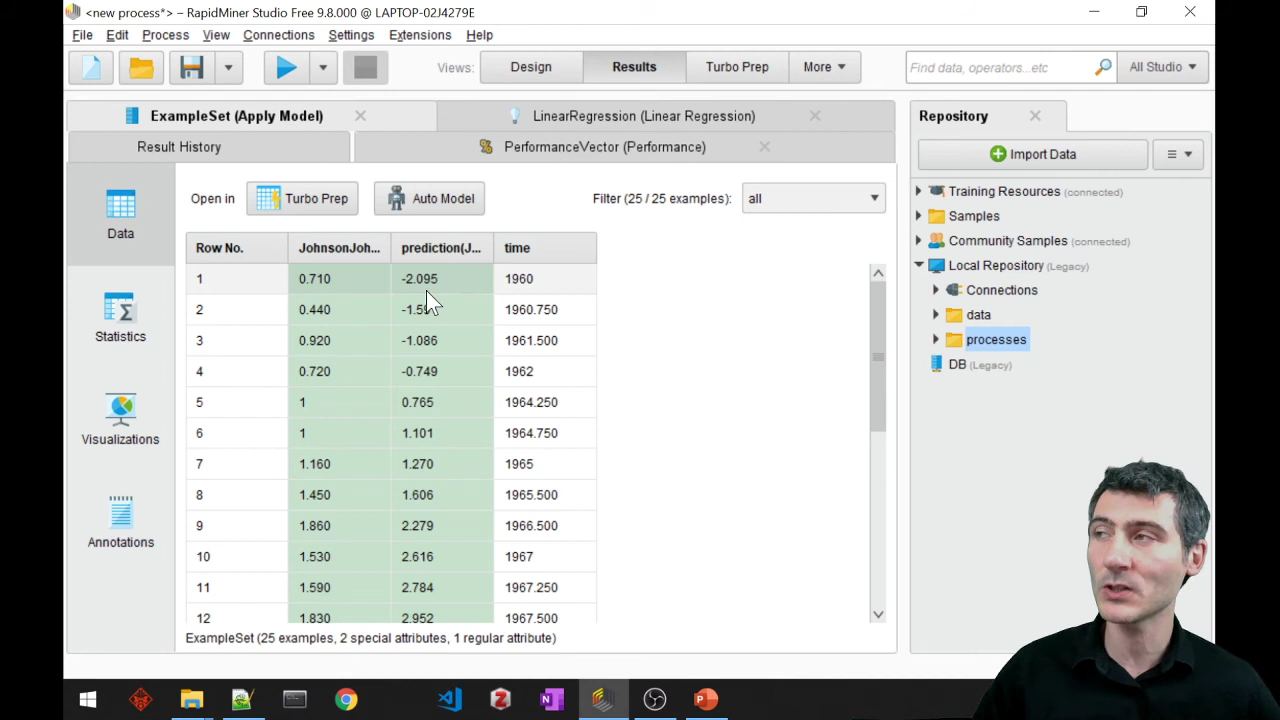 <new process*> – RapidMiner Studio Free 9.8.000 @ LAPTOP-02J4279E
File Edit Process View Connections Settings Extensions Help
Views: Design Results Turbo Prep More Find data, operators...etc All Studio
ExampleSet (Apply Model) LinearRegression (Linear Regression) Repository
Result History PerformanceVector (Performance) Import Data
Open in Turbo Prep Auto Model Filter (25 / 25 examples): all
Data
Statistics
Visualizations
Annotations
Row No. JohnsonJoh... prediction(J... time
1 0.710 -2.095 1960
2 0.440 1960.750
3 0.920 -1.086 1961.500
4 0.720 -0.749 1962
5 1 0.765 1964.250
6 1 1.101 1964.750
7 1.160 1.270 1965
8 1.450 1.606 1965.500
9 1.860 2.279 1966.500
10 1.530 2.616 1967
11 1.590 2.784 1967.250
12 1.830 2.952 1967.500
ExampleSet (25 examples, 2 special attributes, 1 regular attribute)
Training Resources (connected)
Samples
Community Samples (connected)
Local Repository (Legacy)
Connections
data
processes
DB (Legacy)